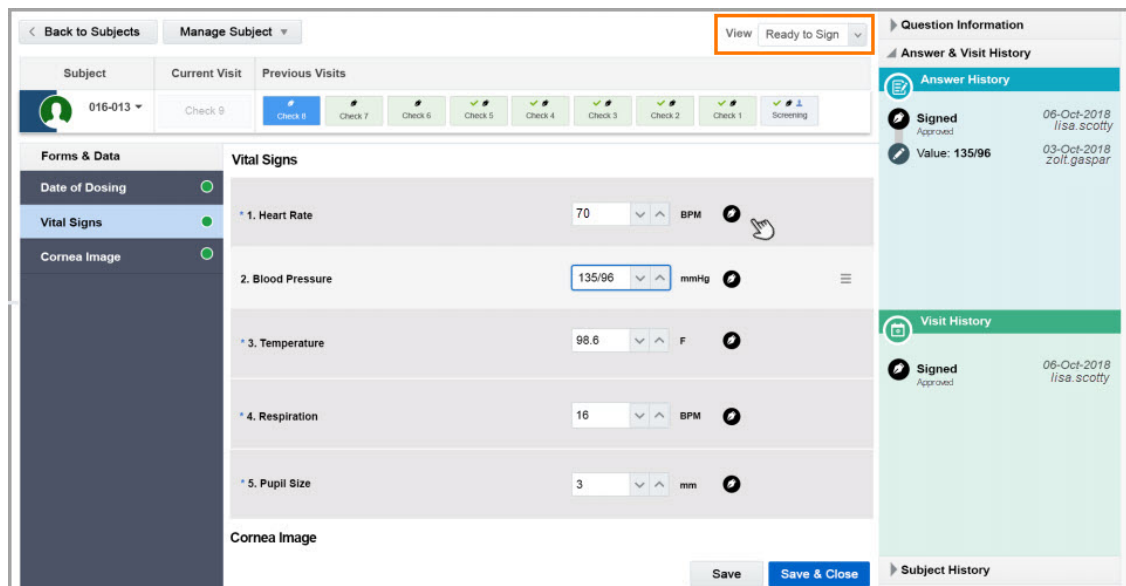 Back to Subjects
Manage Subject
View Ready to Sign
Subject Current Visit Previous Visits
016-013
Check 9
Check 8 Check 7 Check 6 Check 5 Check 4 Check 3 Check 2 Check 1 Screening
Forms & Data
Date of Dosing
Vital Signs
Cornea Image
Vital Signs
* 1. Heart Rate 70 BPM
2. Blood Pressure 135/96 mmHg
* 3. Temperature 98.6 F
* 4. Respiration 16 BPM
* 5. Pupil Size 3 mm
Cornea Image
Save Save & Close
Question Information
Answer & Visit History
Answer History
Signed 06-Oct-2018
Approved lisa.scotty
Value: 135/96 03-Oct-2018
zolt.gaspar
Visit History
Signed 06-Oct-2018
Approved lisa.scotty
Subject History